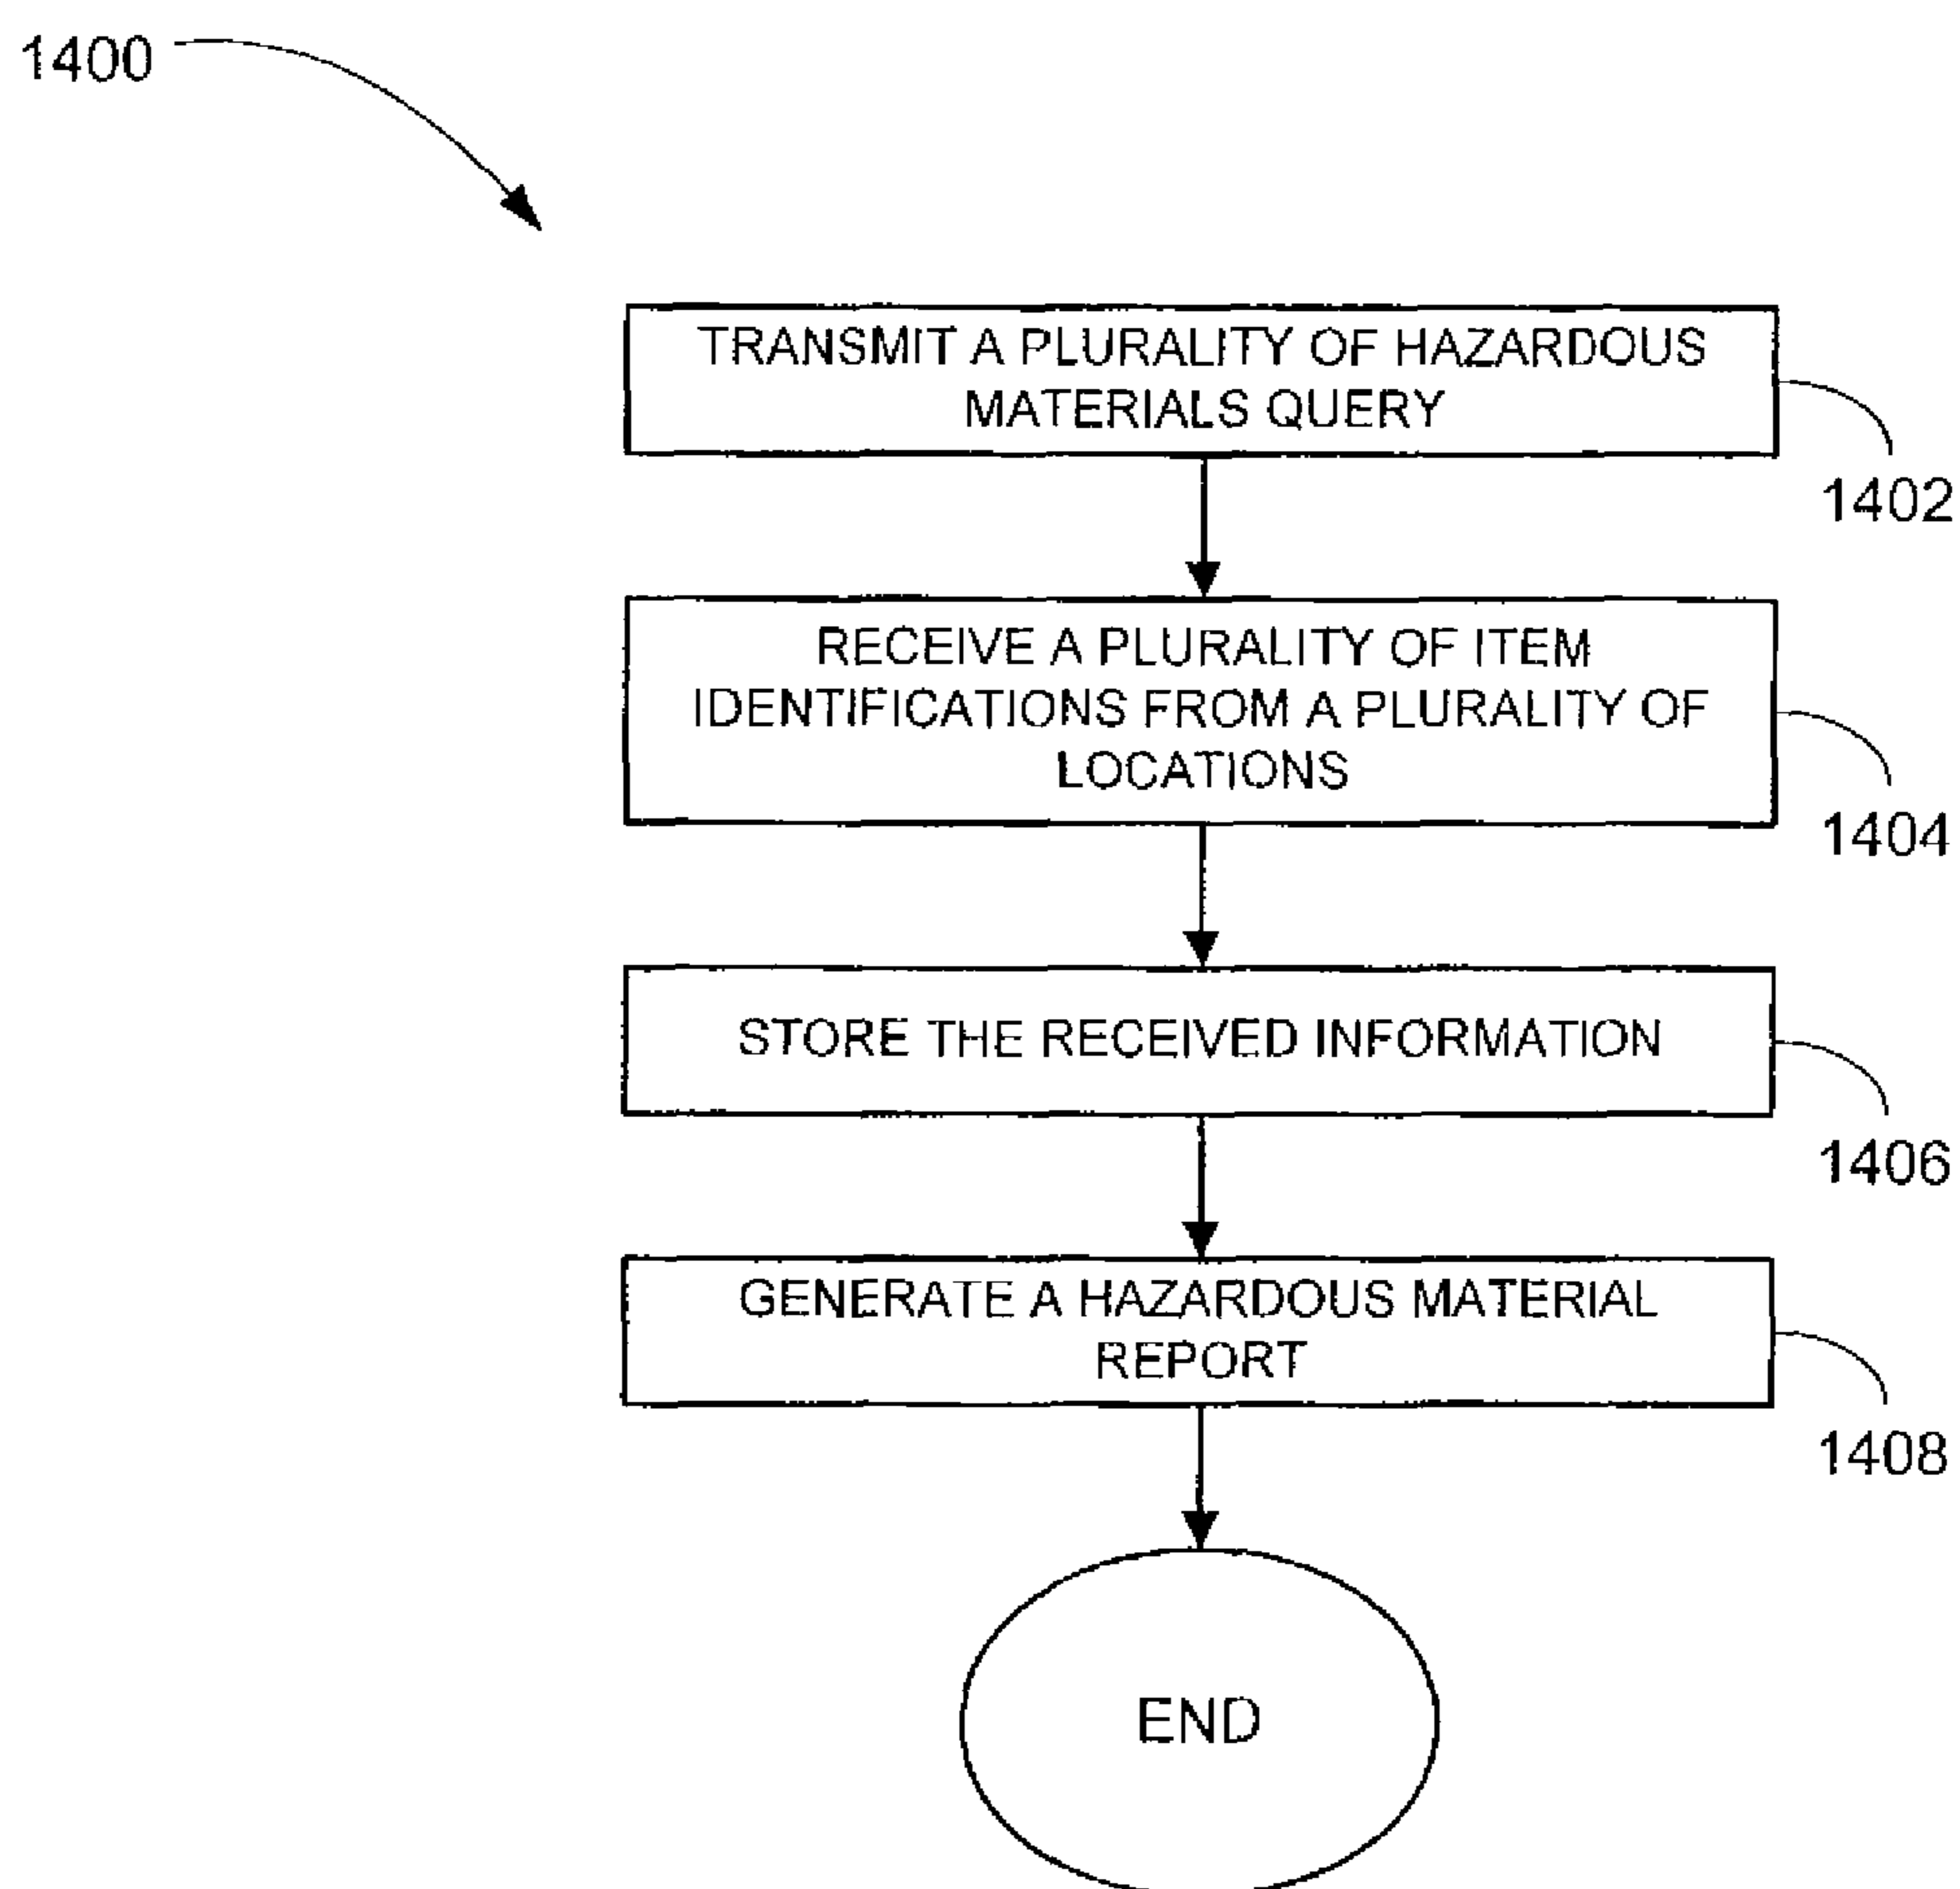 1400
TRANSMIT A PLURALITY OF HAZARDOUS
MATERIALS QUERY
1402
RECEIVE A PLURALITY OF ITEM
IDENTIFICATIONS FROM A PLURALITY OF
LOCATIONS
1404
STORE THE RECEIVED INFORMATION
1406
GENERATE A HAZARDOUS MATERIAL
REPORT
1408
END